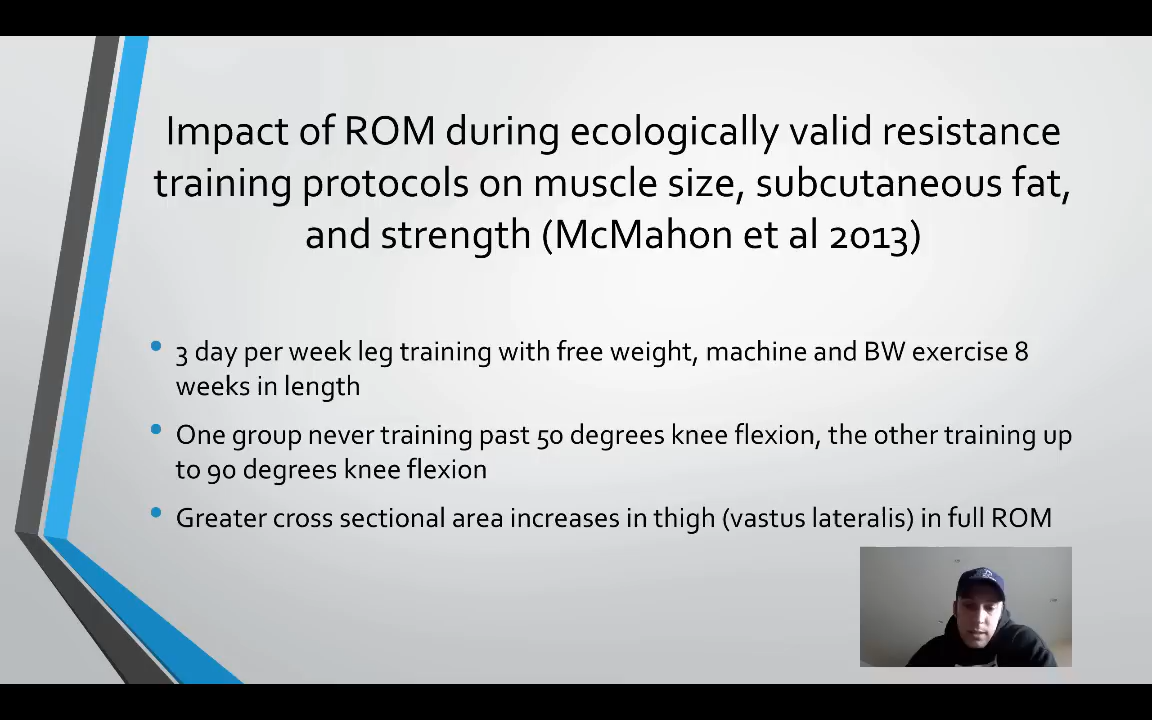 Impact of ROM during ecologically valid resistance
training protocols on muscle size, subcutaneous fat,
and strength (McMahon et al 2013)
3 day per week leg training with free weight, machine and BW exercise 8
weeks in length
One group never training past 50 degrees knee flexion, the other training up
to 90 degrees knee flexion
Greater cross sectional area increases in thigh (vastus lateralis) in full ROM